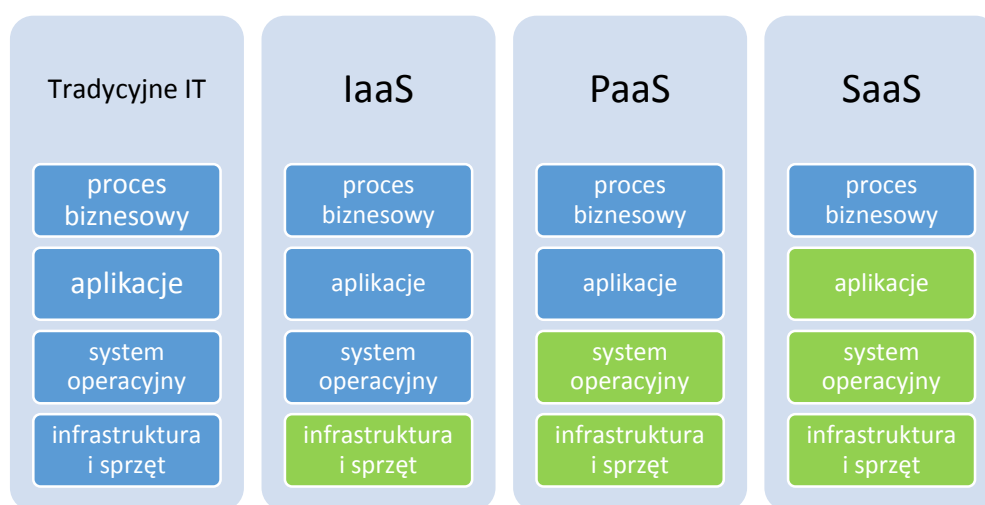 Tradycyjne IT
proces
biznesowy
aplikacje
system
operacyjny
infrastruktura
i sprzęt
IaaS
proces
biznesowy
aplikacje
system
operacyjny
infrastruktura
i sprzęt
PaaS
proces
biznesowy
aplikacje
system
operacyjny
infrastruktura
i sprzęt
SaaS
proces
biznesowy
aplikacje
system
operacyjny
infrastruktura
i sprzęt